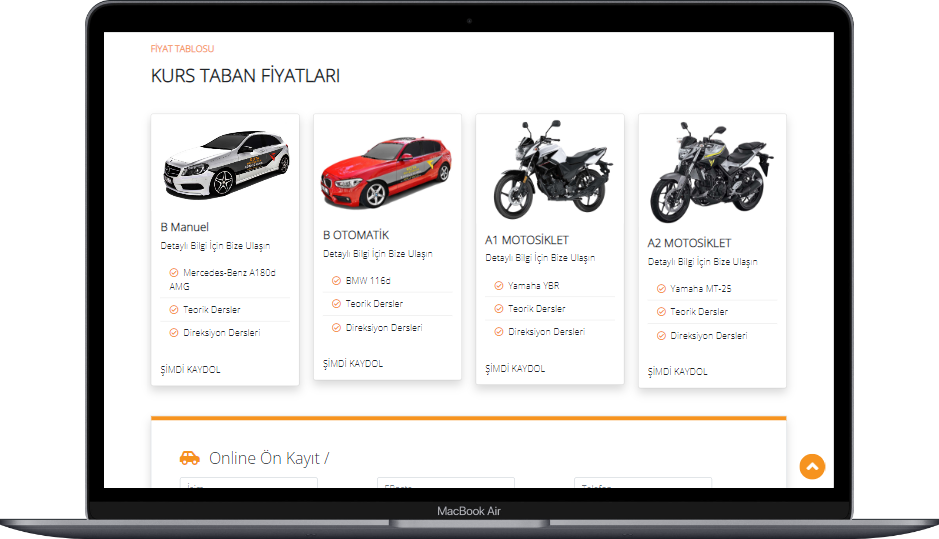 FİYAT TABLOSU
KURS TABAN FİYATLARI
B Manuel
Detaylı Bilgi İçin Bize Ulaşın
Mercedes-Benz A180d
AMG
Teorik Dersler
Direksiyon Dersleri
ŞİMDİ KAYDOL
B OTOMATİK
Detaylı Bilgi İçin Bize Ulaşın
BMW 116d
Teorik Dersler
Direksiyon Dersleri
ŞİMDİ KAYDOL
A1 MOTOSİKLET
Detaylı Bilgi İçin Bize Ulaşın
Yamaha YBR
Teorik Dersler
Direksiyon Dersleri
ŞİMDİ KAYDOL
A2 MOTOSİKLET
Detaylı Bilgi İçin Bize Ulaşın
Yamaha MT-25
Teorik Dersler
Direksiyon Dersleri
ŞİMDİ KAYDOL
Online Ön Kayıt /
MacBook Air